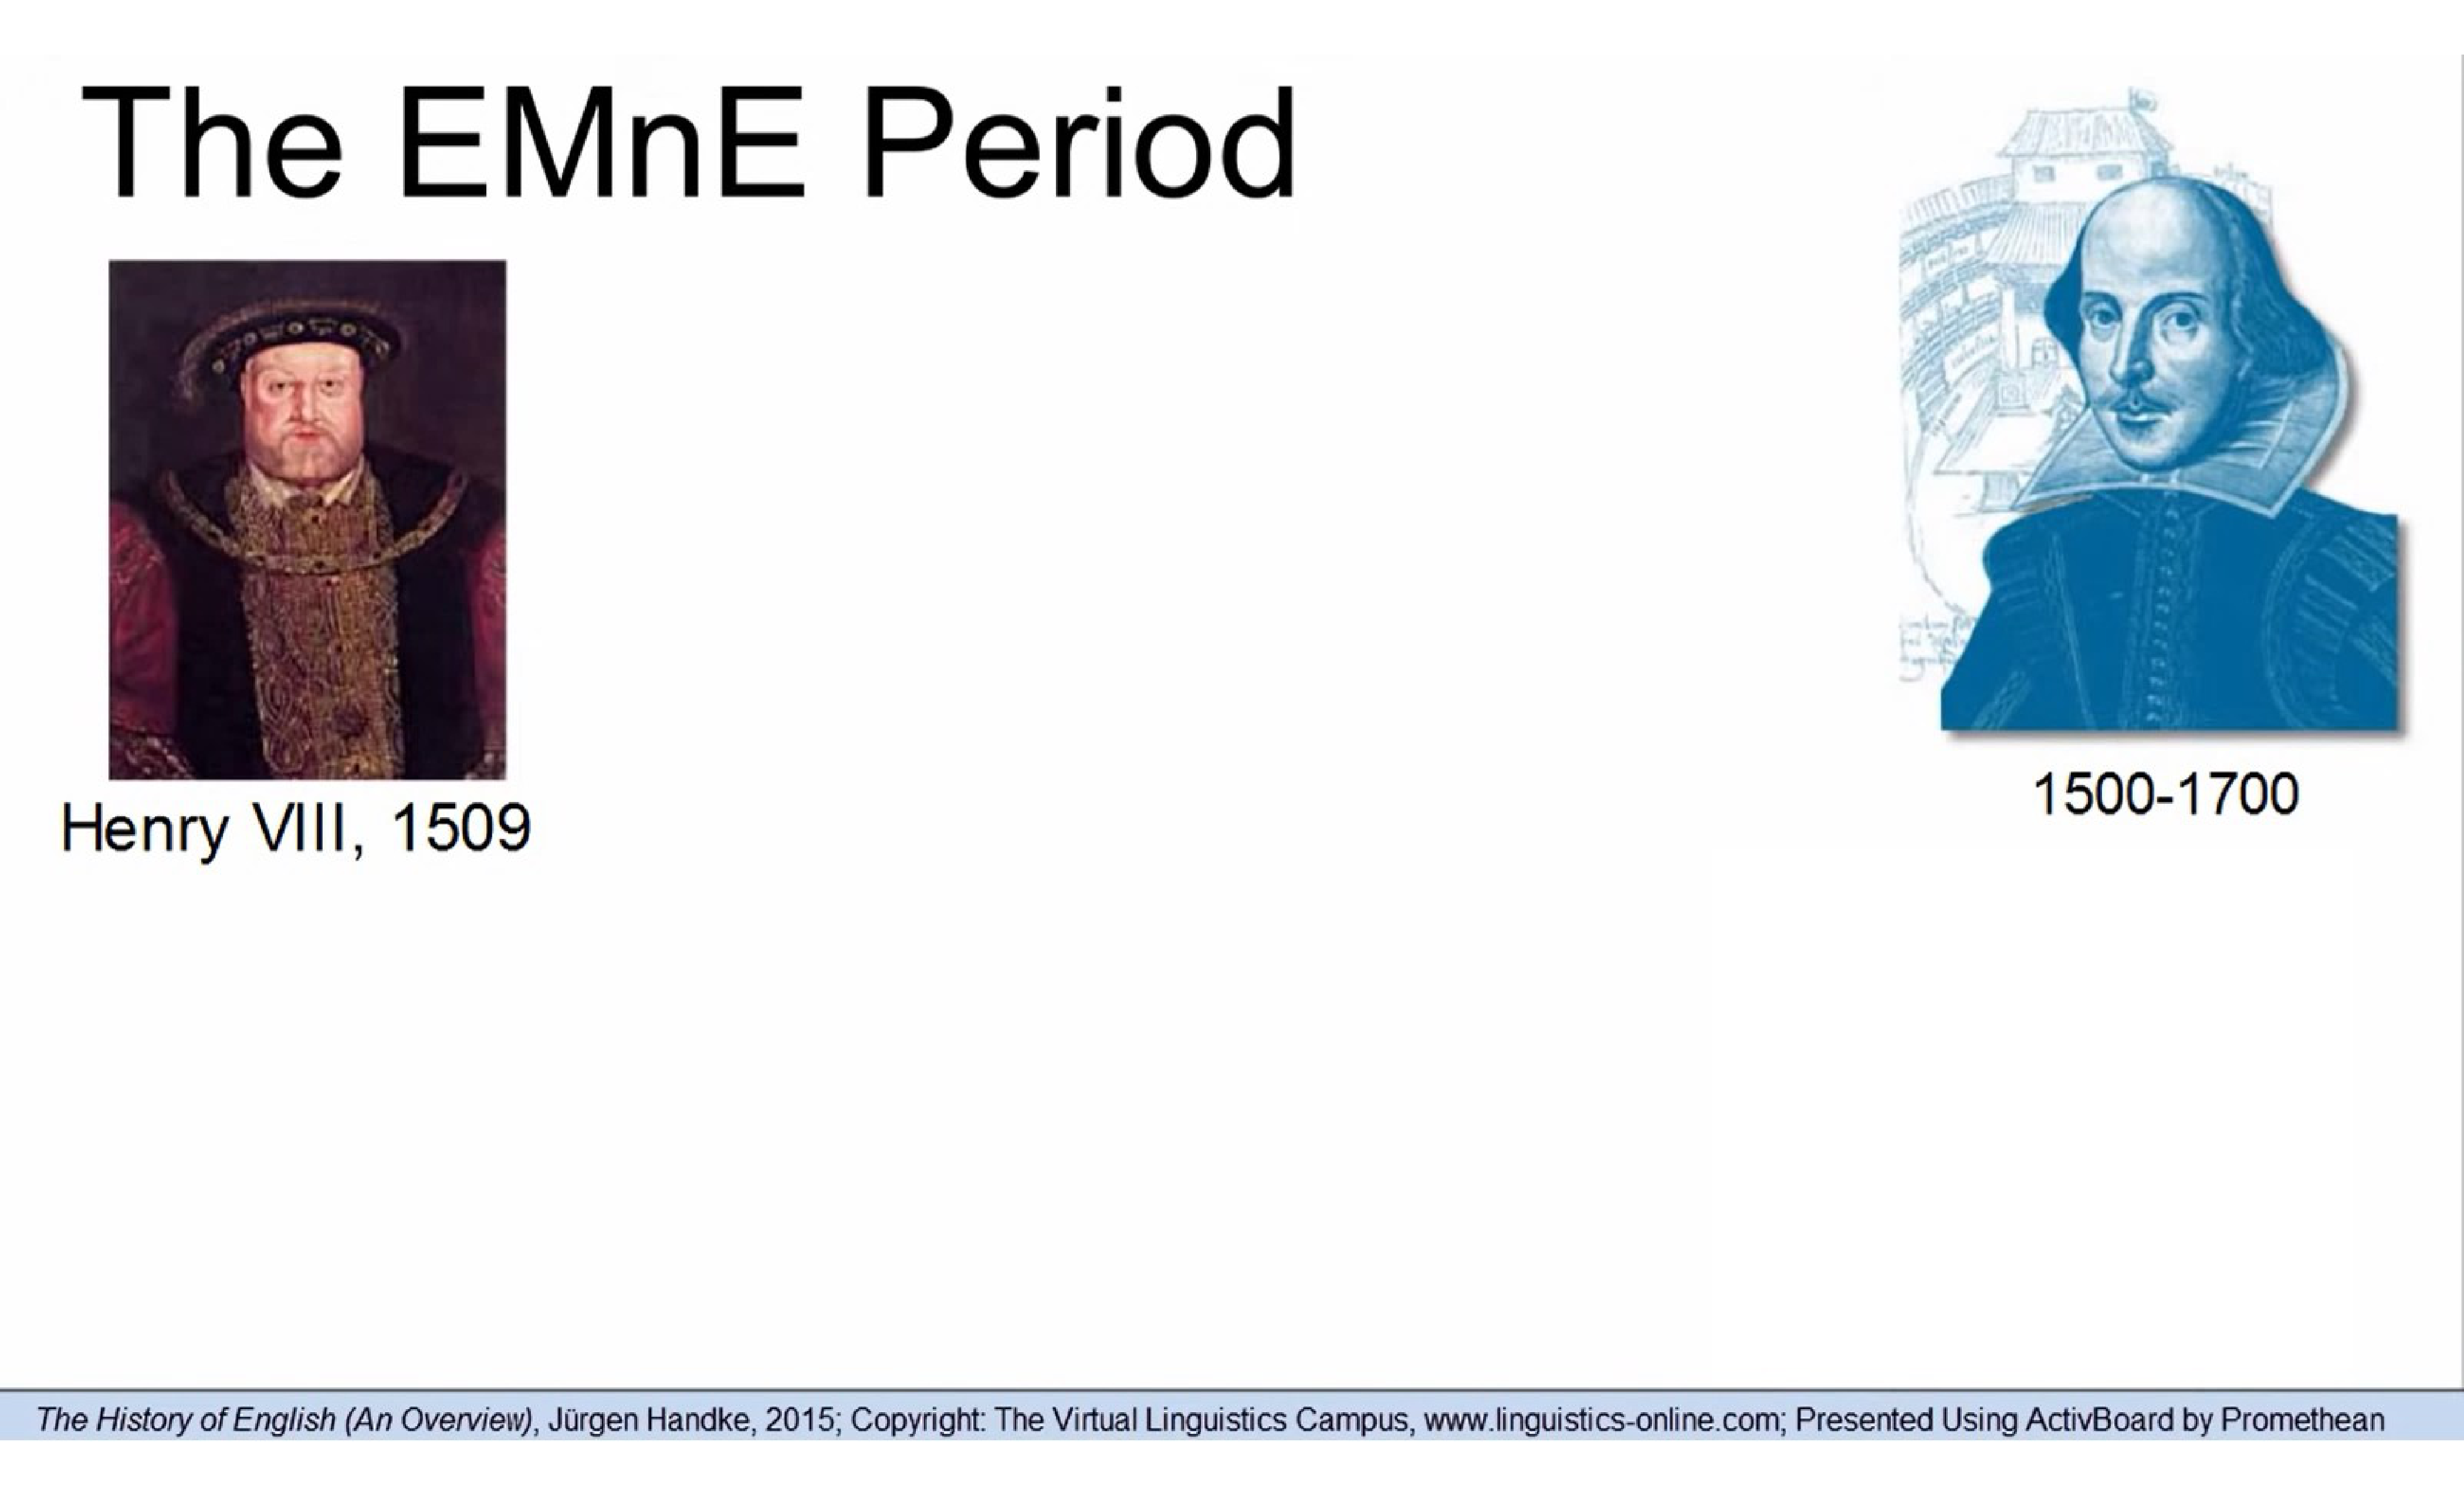 The EMnE Period
Henry VIII, 1509
1500-1700
The History of English (An Overview), Jürgen Handke, 2015; Copyright: The Virtual Linguistics Campus, www.linguistics-online.com; Presented Using ActivBoard by Promethean